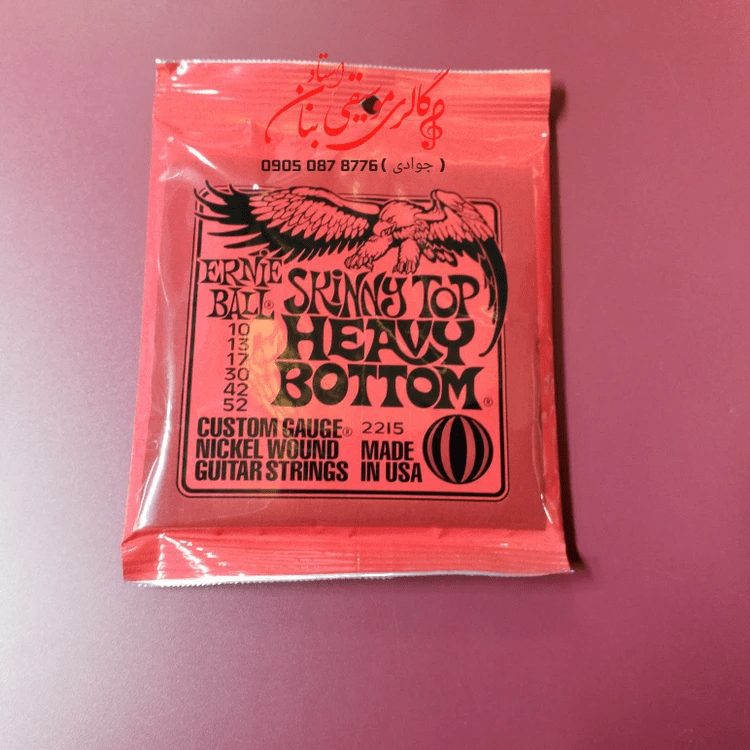 گالری موسیقی استاد بنان
0905 087 8776 ( جوادی )
ERNIE BALL®
SKINNY TOP
HEAVY
BOTTOM®
10
13
17
30
42
52
CUSTOM GAUGE® 2215
NICKEL WOUND
GUITAR STRINGS
MADE
IN USA